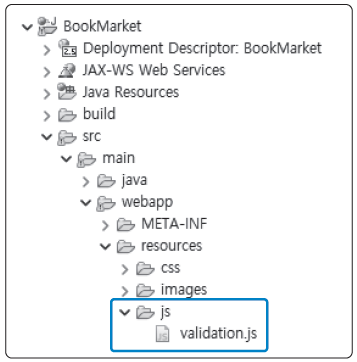 BookMarket
Deployment Descriptor: BookMarket
JAX-WS Web Services
Java Resources
build
src
main
java
webapp
META-INF
resources
css
images
js
validation.js